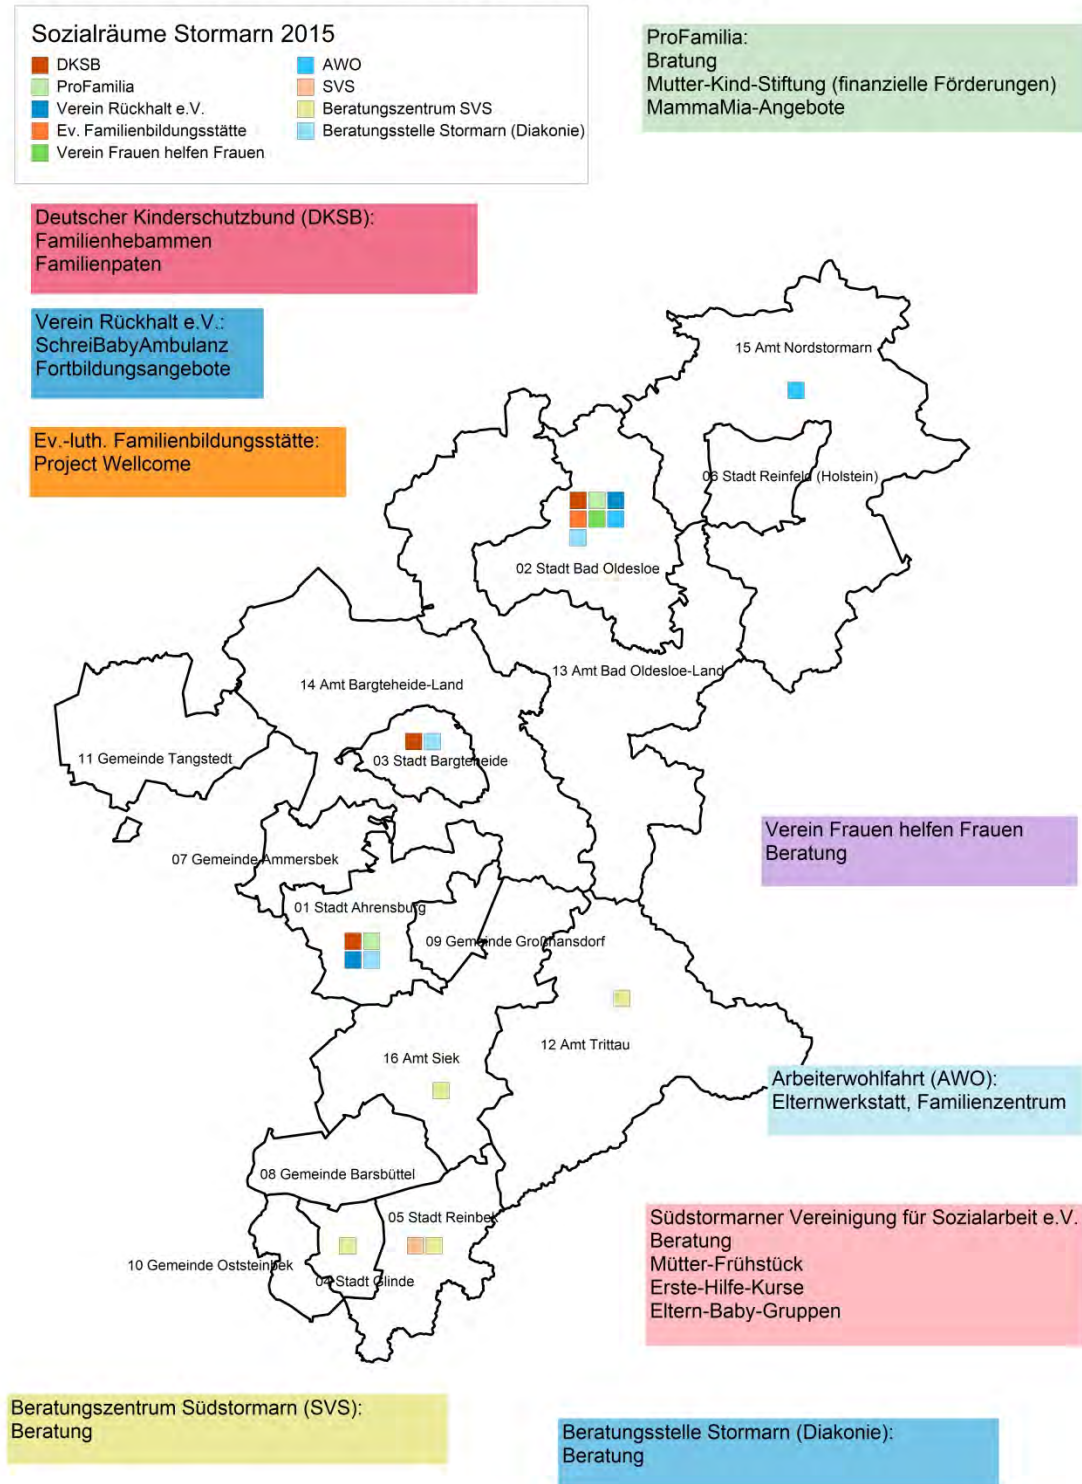 Sozialräume Stormarn 2015
DKSB
ProFamilia
Verein Rückhalt e.V.
Ev. Familienbildungsstätte
Verein Frauen helfen Frauen
AWO
SVS
Beratungszentrum SVS
Beratungsstelle Stormarn (Diakonie)
ProFamilia:
Bratung
Mutter-Kind-Stiftung (finanzielle Förderungen)
MammaMia-Angebote
Deutscher Kinderschutzbund (DKSB):
Familienhebammen
Familienpaten
Verein Rückhalt e.V.:
SchreiBabyAmbulanz
Fortbildungsangebote
Ev.-luth. Familienbildungsstätte:
Project Wellcome
15 Amt Nordstormarn
06 Stadt Reinfeld (Holstein)
02 Stadt Bad Oldesloe
13 Amt Bad Oldesloe-Land
14 Amt Bargteheide-Land
11 Gemeinde Tangstedt
03 Stadt Bargteheide
07 Gemeinde Ammersbek
01 Stadt Ahrensburg
09 Gemeinde Großhansdorf
12 Amt Trittau
16 Amt Siek
08 Gemeinde Barsbüttel
05 Stadt Reinbek
10 Gemeinde Oststeinbek
04 Stadt Glinde
Verein Frauen helfen Frauen
Beratung
Arbeiterwohlfahrt (AWO):
Elternwerkstatt, Familienzentrum
Südstormarner Vereinigung für Sozialarbeit e.V.
Beratung
Mütter-Frühstück
Erste-Hilfe-Kurse
Eltern-Baby-Gruppen
Beratungszentrum Südstormarn (SVS):
Beratung
Beratungsstelle Stormarn (Diakonie):
Beratung